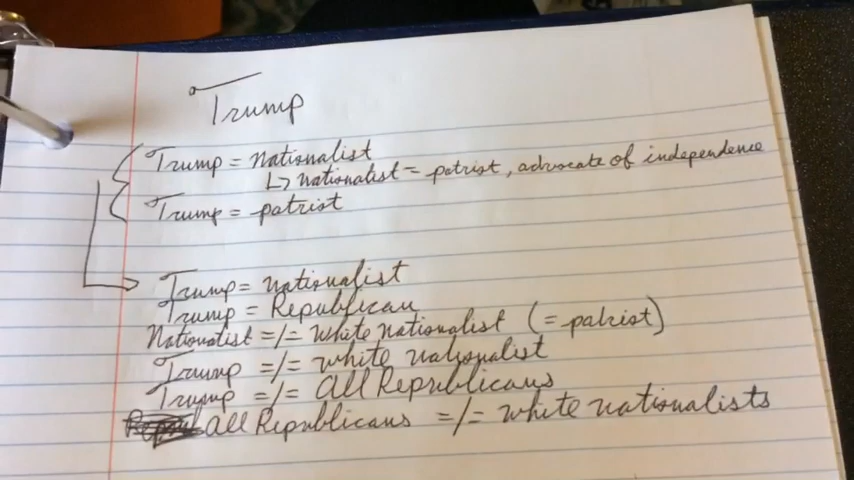 Trump
Trump = nationalist
↳ nationalist = patriot, advocate of independence
Trump = patriot
Trump = nationalist
Trump = Republican
Nationalist =/= white nationalist (= patriot)
Trump =/= white nationalist
Trump =/= All Republicans
All Republicans =/= white nationalists